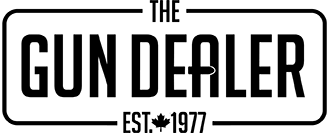 THE
GUN DEALER
EST. 1977